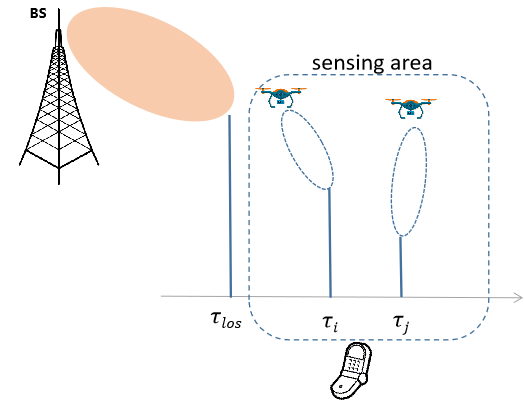 BS
sensing area
τ_los
τ_i
τ_j